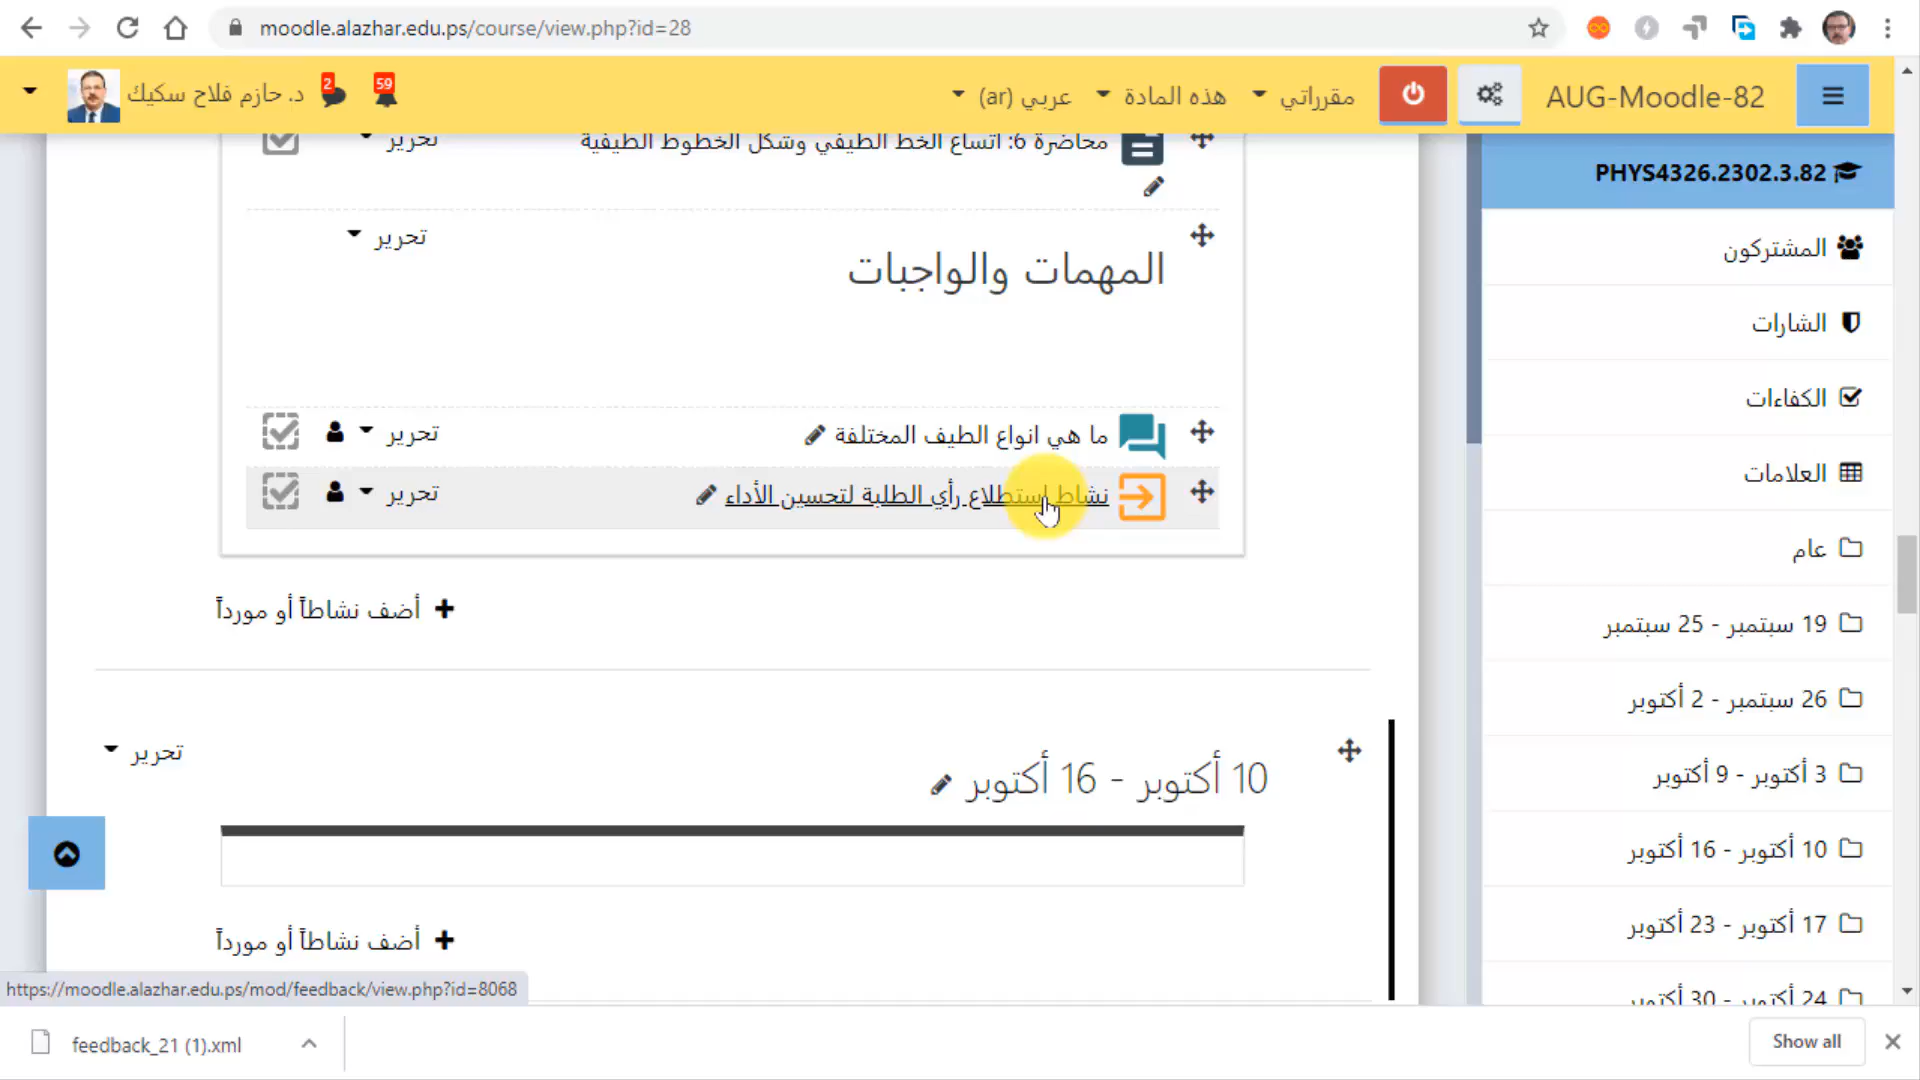 moodle.alazhar.edu.ps/course/view.php?id=28
AUG-Moodle-82
مقرراتي
هذه المادة
عربي ‎(ar)‎
59
2
د. حازم فلاح سكيك
PHYS4326.2302.3.82
المشتركون
الشارات
الكفاءات
العلامات
عام
19 سبتمبر - 25 سبتمبر
26 سبتمبر - 2 أكتوبر
3 أكتوبر - 9 أكتوبر
10 أكتوبر - 16 أكتوبر
17 أكتوبر - 23 أكتوبر
24 أكتوبر - 30 أكتوبر
محاضرة 6: اتساع الخط الطيفي وشكل الخطوط الطيفية
تحرير
المهمات والواجبات
تحرير
ما هي انواع الطيف المختلفة
تحرير
نشاط استطلاع رأي الطلبة لتحسين الأداء
تحرير
أضف نشاطاً أو مورداً
10 أكتوبر - 16 أكتوبر
تحرير
أضف نشاطاً أو مورداً
https://moodle.alazhar.edu.ps/mod/feedback/view.php?id=8068
feedback_21 (1).xml
Show all